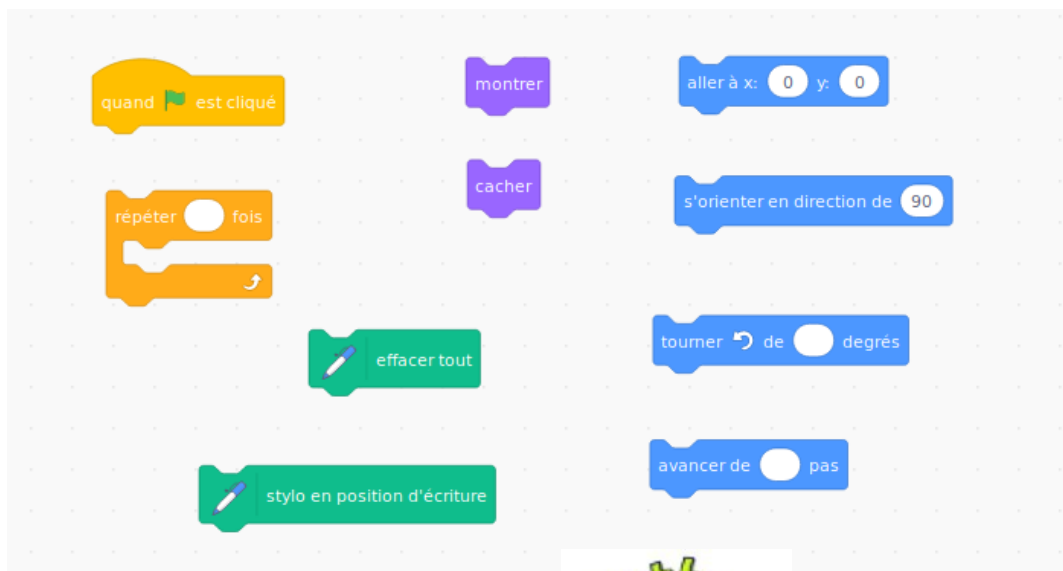 quand est cliqué
montrer
aller à x: 0 y: 0
cacher
répéter fois
s'orienter en direction de 90
effacer tout
tourner de degrés
avancer de pas
stylo en position d'écriture